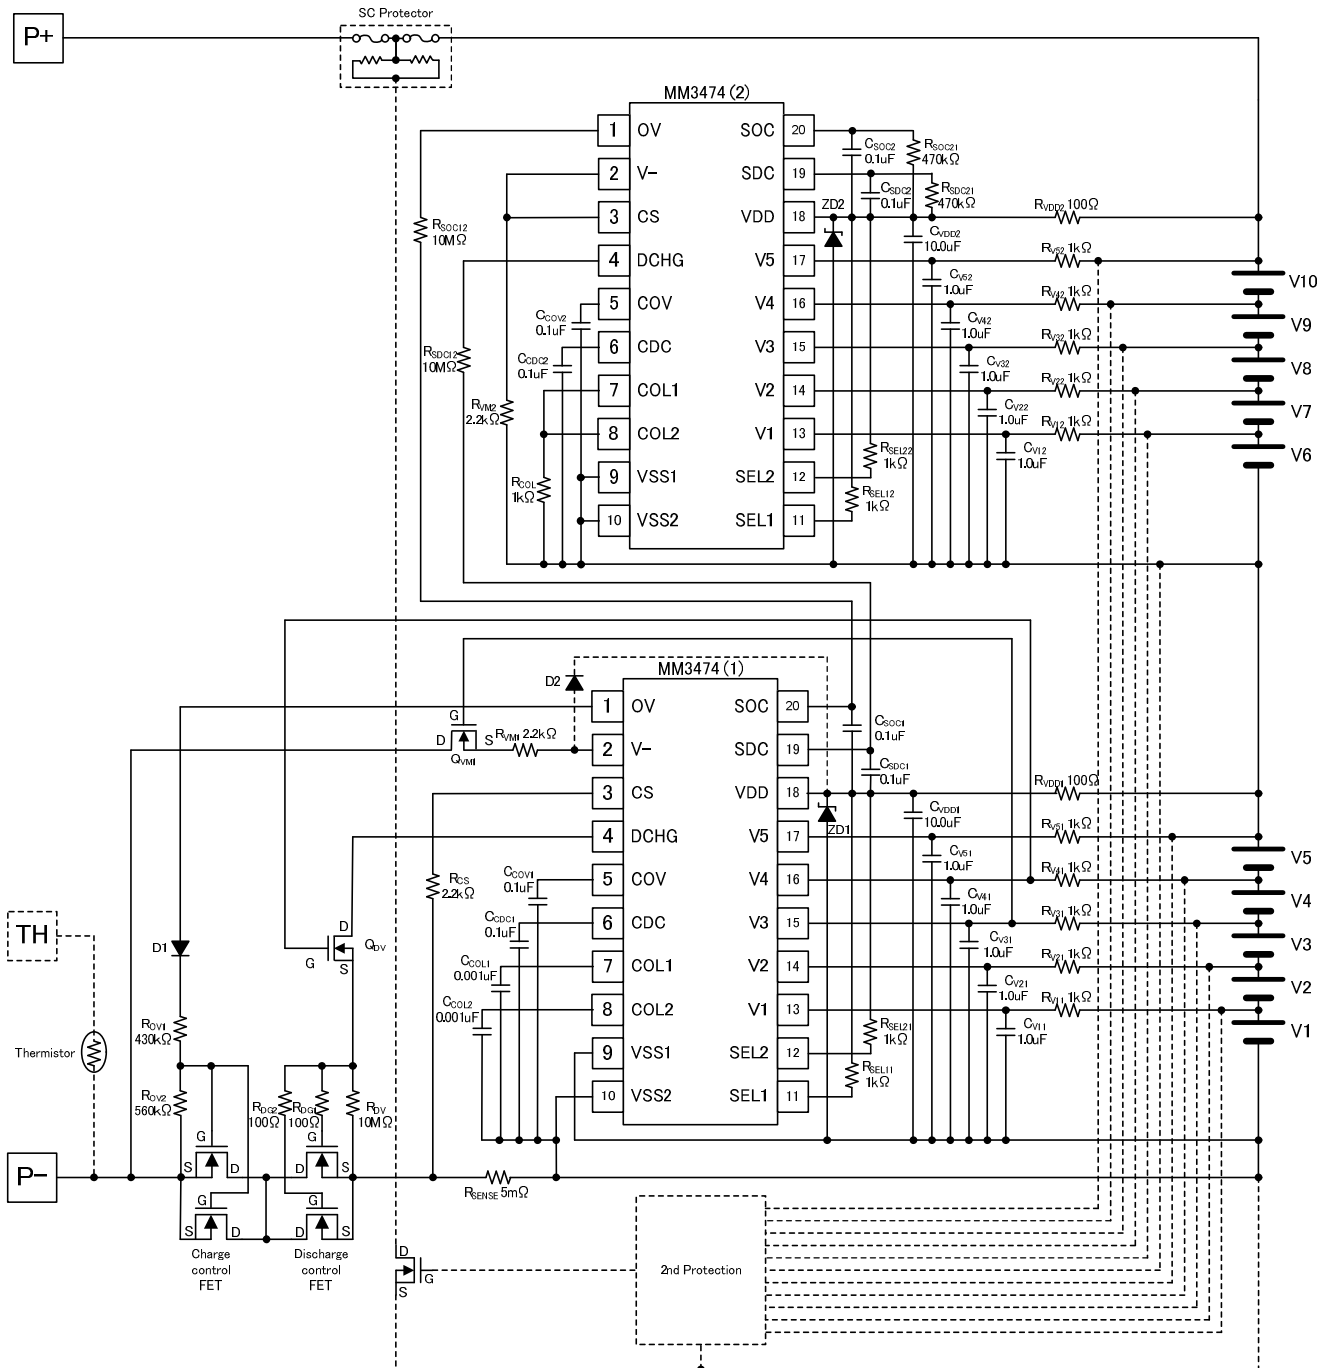 SC Protector
P+
MM3474 (2)
1 OV
2 V-
3 CS
4 DCHG
5 COV
6 CDC
7 COL1
8 COL2
9 VSS1
10 VSS2
SOC 20
SDC 19
VDD 18
V5 17
V4 16
V3 15
V2 14
V1 13
SEL2 12
SEL1 11
RSOC12
10MΩ
RSDC12
10MΩ
RVM2
2.2kΩ
RCOL
1kΩ
CCOV2
0.1uF
CCDC2
0.1uF
CSOC2
0.1uF
RSOC21
470kΩ
CSDC2
0.1uF
RSDC21
470kΩ
ZD2
CVDD2
10.0uF
RVDD2 100Ω
RV52 1kΩ
CV52
1.0uF
RV42 1kΩ
CV42
1.0uF
RV32 1kΩ
CV32
1.0uF
RV22 1kΩ
CV22
1.0uF
RV12 1kΩ
CV12
1.0uF
RSEL22
1kΩ
RSEL12
1kΩ
V10
V9
V8
V7
V6
MM3474 (1)
D2
1 OV
2 V-
3 CS
4 DCHG
5 COV
6 CDC
7 COL1
8 COL2
9 VSS1
10 VSS2
SOC 20
SDC 19
VDD 18
V5 17
V4 16
V3 15
V2 14
V1 13
SEL2 12
SEL1 11
G
D
S
QVM1
RVM1 2.2kΩ
CSOC1
0.1uF
CSDC1
0.1uF
ZD1
CVDD1
10.0uF
RVDD1 100Ω
RV51 1kΩ
CV51
1.0uF
RV41 1kΩ
CV41
1.0uF
RV31 1kΩ
CV31
1.0uF
RV21 1kΩ
CV21
1.0uF
RV11 1kΩ
CV11
1.0uF
RSEL21
1kΩ
RSEL11
1kΩ
V5
V4
V3
V2
V1
RCS
2.2kΩ
CCOV1
0.1uF
CCDC1
0.1uF
CCOL1
0.001uF
CCOL2
0.001uF
TH
Thermistor
D1
D
G
S
QDV
ROV1
430kΩ
ROV2
560kΩ
RDG2
100Ω
RDG1
100Ω
RDV
10MΩ
P-
G
S
D
G
D
S
G
S
D
G
D
S
RSENSE 5mΩ
Charge
control
FET
Discharge
control
FET
D
G
S
2nd Protection